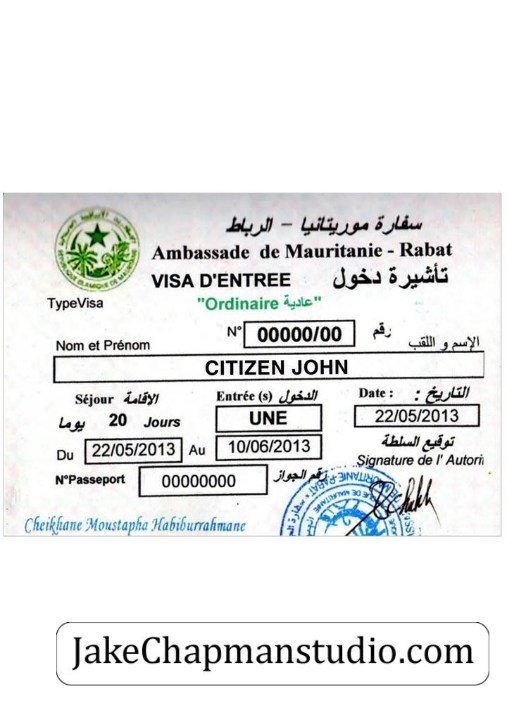 سفارة موريتانيا – الرباط
Ambassade de Mauritanie - Rabat
VISA D'ENTREE تأشيرة دخول
TypeVisa "Ordinaire عادية"
N° 00000/00 رقم
Nom et Prénom الإسم و اللقب
CITIZEN JOHN
Séjour الإقامة Entrée (s) الدخول Date : التاريخ :
20 Jours يوما UNE 22/05/2013
Du 22/05/2013 Au 10/06/2013 توقيع السلطة
Signature de l' Autori
N°Passeport 00000000 رقم الجواز
Cheikhane Moustapha Habiburrahmane
JakeChapmanstudio.com